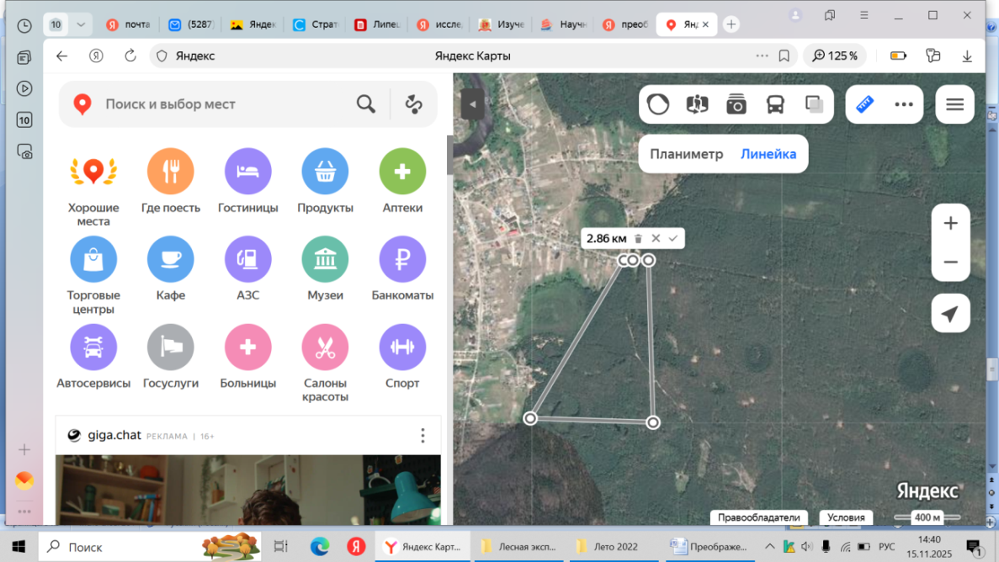 10
почта
(5287)
Яндек
Страт
Липец
иссле
Изуче
Научн
преоб
Янд
Яндекс
Яндекс Карты
125 %
10
Поиск и выбор мест
Планиметр Линейка
Хорошие места
Где поесть
Гостиницы
Продукты
Аптеки
2.86 км
Торговые центры
Кафе
АЗС
Музеи
Банкоматы
Автосервисы
Госуслуги
Больницы
Салоны красоты
Спорт
giga.chat РЕКЛАМА | 16+
Яндекс
Правообладатели Условия 400 м
Поиск
Яндекс Карт...
Лесная эксп...
Лето 2022
Преображе...
РУС
14:40
15.11.2025
1